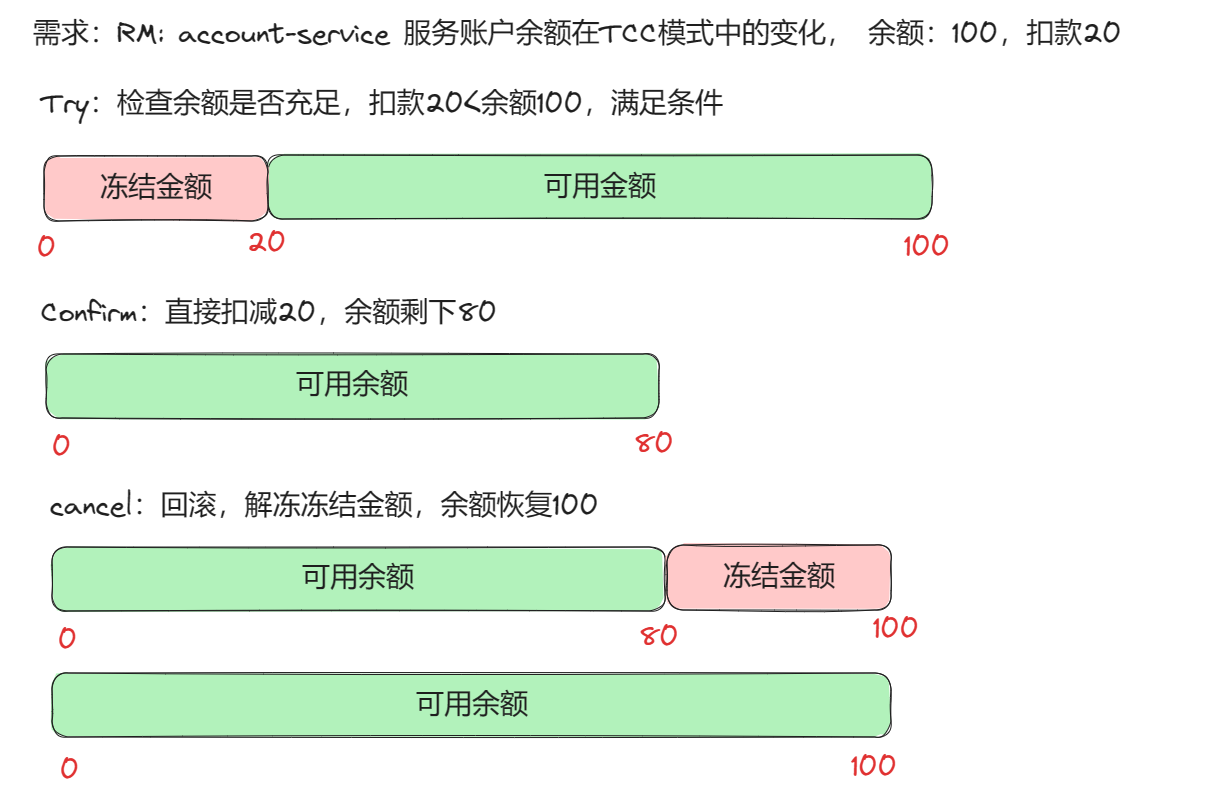 需求：RM: account-service 服务账户余额在TCC模式中的变化， 余额：100，扣款20
Try：检查余额是否充足，扣款20<余额100，满足条件
冻结金额 可用金额
0 20 100
Confirm：直接扣减20，余额剩下80
可用余额
0 80
cancel：回滚，解冻冻结金额，余额恢复100
可用余额 冻结金额
0 80 100
可用余额
0 100